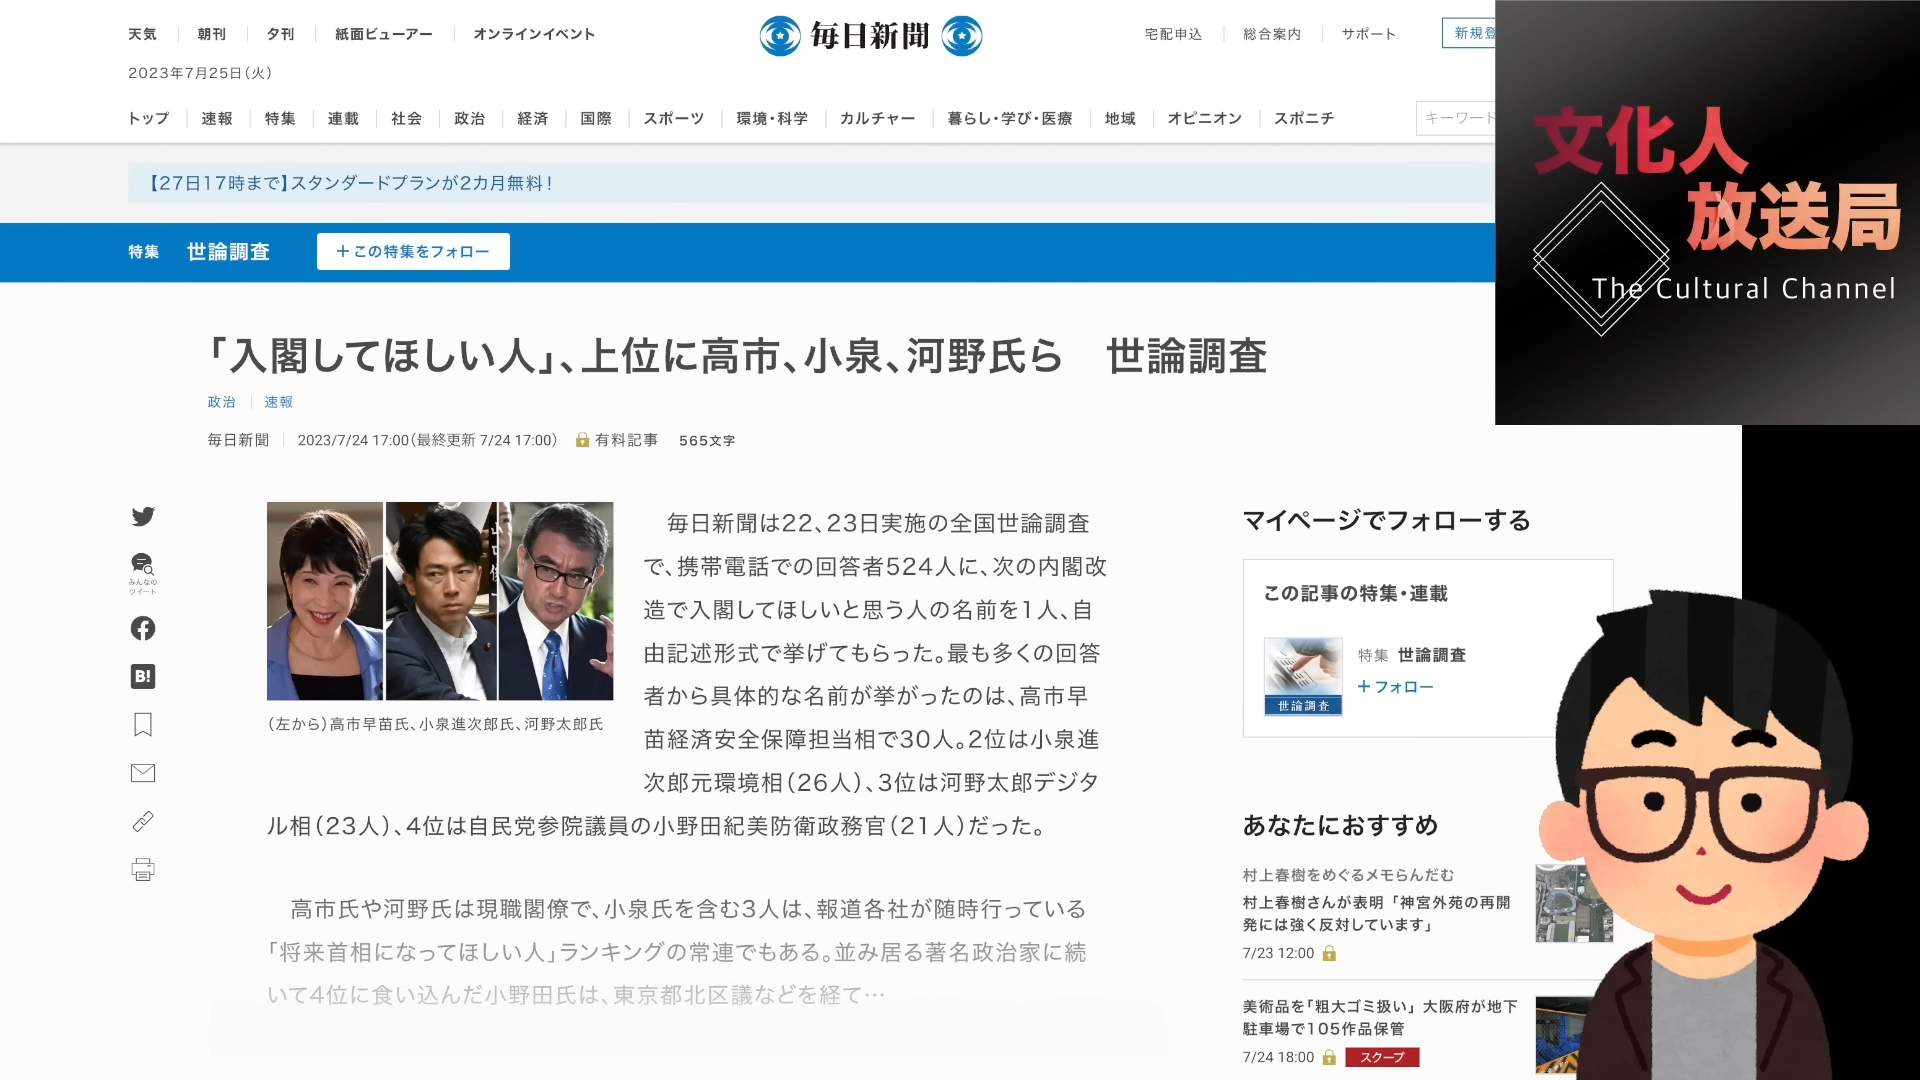 天気 朝刊 夕刊 紙面ビューアー オンラインイベント
毎日新聞
宅配申込 総合案内 サポート
新規登
2023年7月25日(火)
トップ 速報 特集 連載 社会 政治 経済 国際 スポーツ 環境・科学 カルチャー 暮らし・学び・医療 地域 オピニオン スポニチ
キーワード
文化人
放送局
The Cultural Channel
【27日17時まで】スタンダードプランが2カ月無料!
特集 世論調査 +この特集をフォロー
「入閣してほしい人」、上位に高市、小泉、河野氏ら 世論調査
政治 速報
毎日新聞 2023/7/24 17:00(最終更新 7/24 17:00) 有料記事 565文字
みんなの
ツイート
B!
(左から)高市早苗氏、小泉進次郎氏、河野太郎氏
毎日新聞は22、23日実施の全国世論調査
で、携帯電話での回答者524人に、次の内閣改
造で入閣してほしいと思う人の名前を1人、自
由記述形式で挙げてもらった。最も多くの回答
者から具体的な名前が挙がったのは、高市早
苗経済安全保障担当相で30人。2位は小泉進
次郎元環境相(26人)、3位は河野太郎デジタ
ル相(23人)、4位は自民党参院議員の小野田紀美防衛政務官(21人)だった。
高市氏や河野氏は現職閣僚で、小泉氏を含む3人は、報道各社が随時行っている
「将来首相になってほしい人」ランキングの常連でもある。並み居る著名政治家に続
いて4位に食い込んだ小野田氏は、東京都北区議などを経て…
マイページでフォローする
この記事の特集・連載
世論調査
特集 世論調査
+フォロー
あなたにおすすめ
村上春樹をめぐるメモらんだむ
村上春樹さんが表明「神宮外苑の再開
発には強く反対しています」
7/23 12:00
美術品を「粗大ゴミ扱い」 大阪府が地下
駐車場で105作品保管
7/24 18:00 スクープ